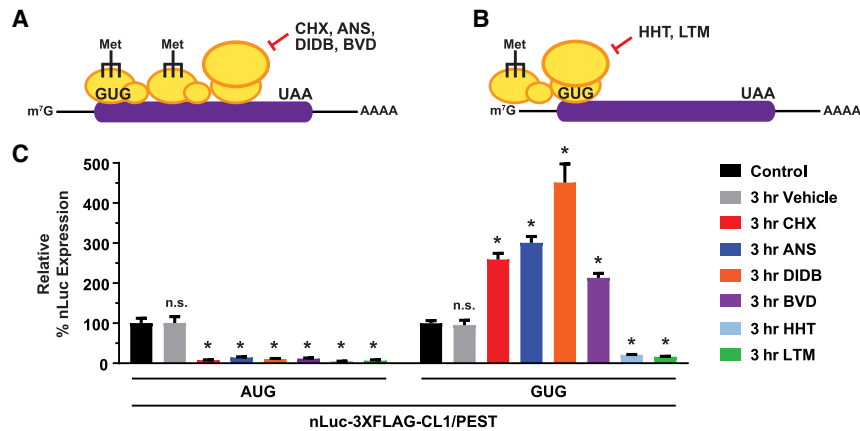 A
Met
Met
CHX, ANS,
DIDB, BVD
GUG
UAA
m⁷G
AAAA
B
Met
HHT, LTM
GUG
UAA
m⁷G
AAAA
C
Relative
% nLuc Expression
500
400
300
200
100
0
n.s.
*
*
*
*
*
*
n.s.
*
*
*
*
*
*
AUG
GUG
nLuc-3XFLAG-CL1/PEST
Control
3 hr Vehicle
3 hr CHX
3 hr ANS
3 hr DIDB
3 hr BVD
3 hr HHT
3 hr LTM